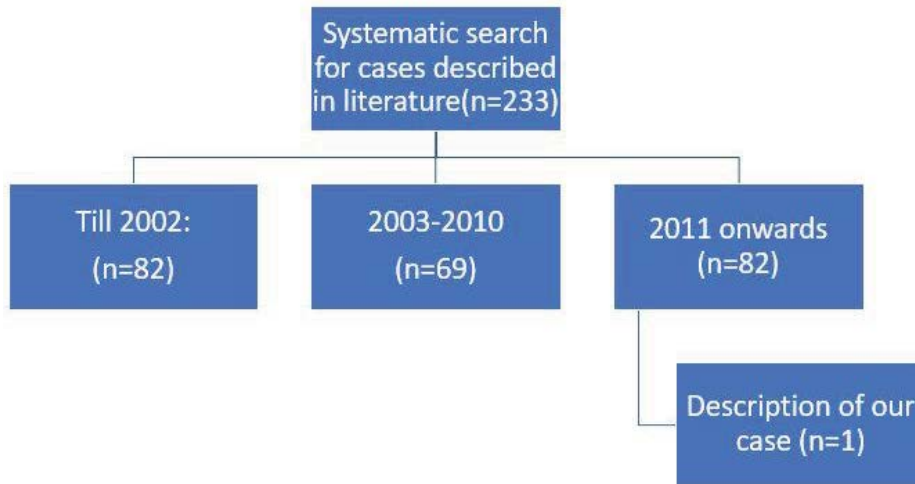 Systematic search
for cases described
in literature(n=233)
Till 2002:
(n=82)
2003-2010
(n=69)
2011 onwards
(n=82)
Description of our
case (n=1)